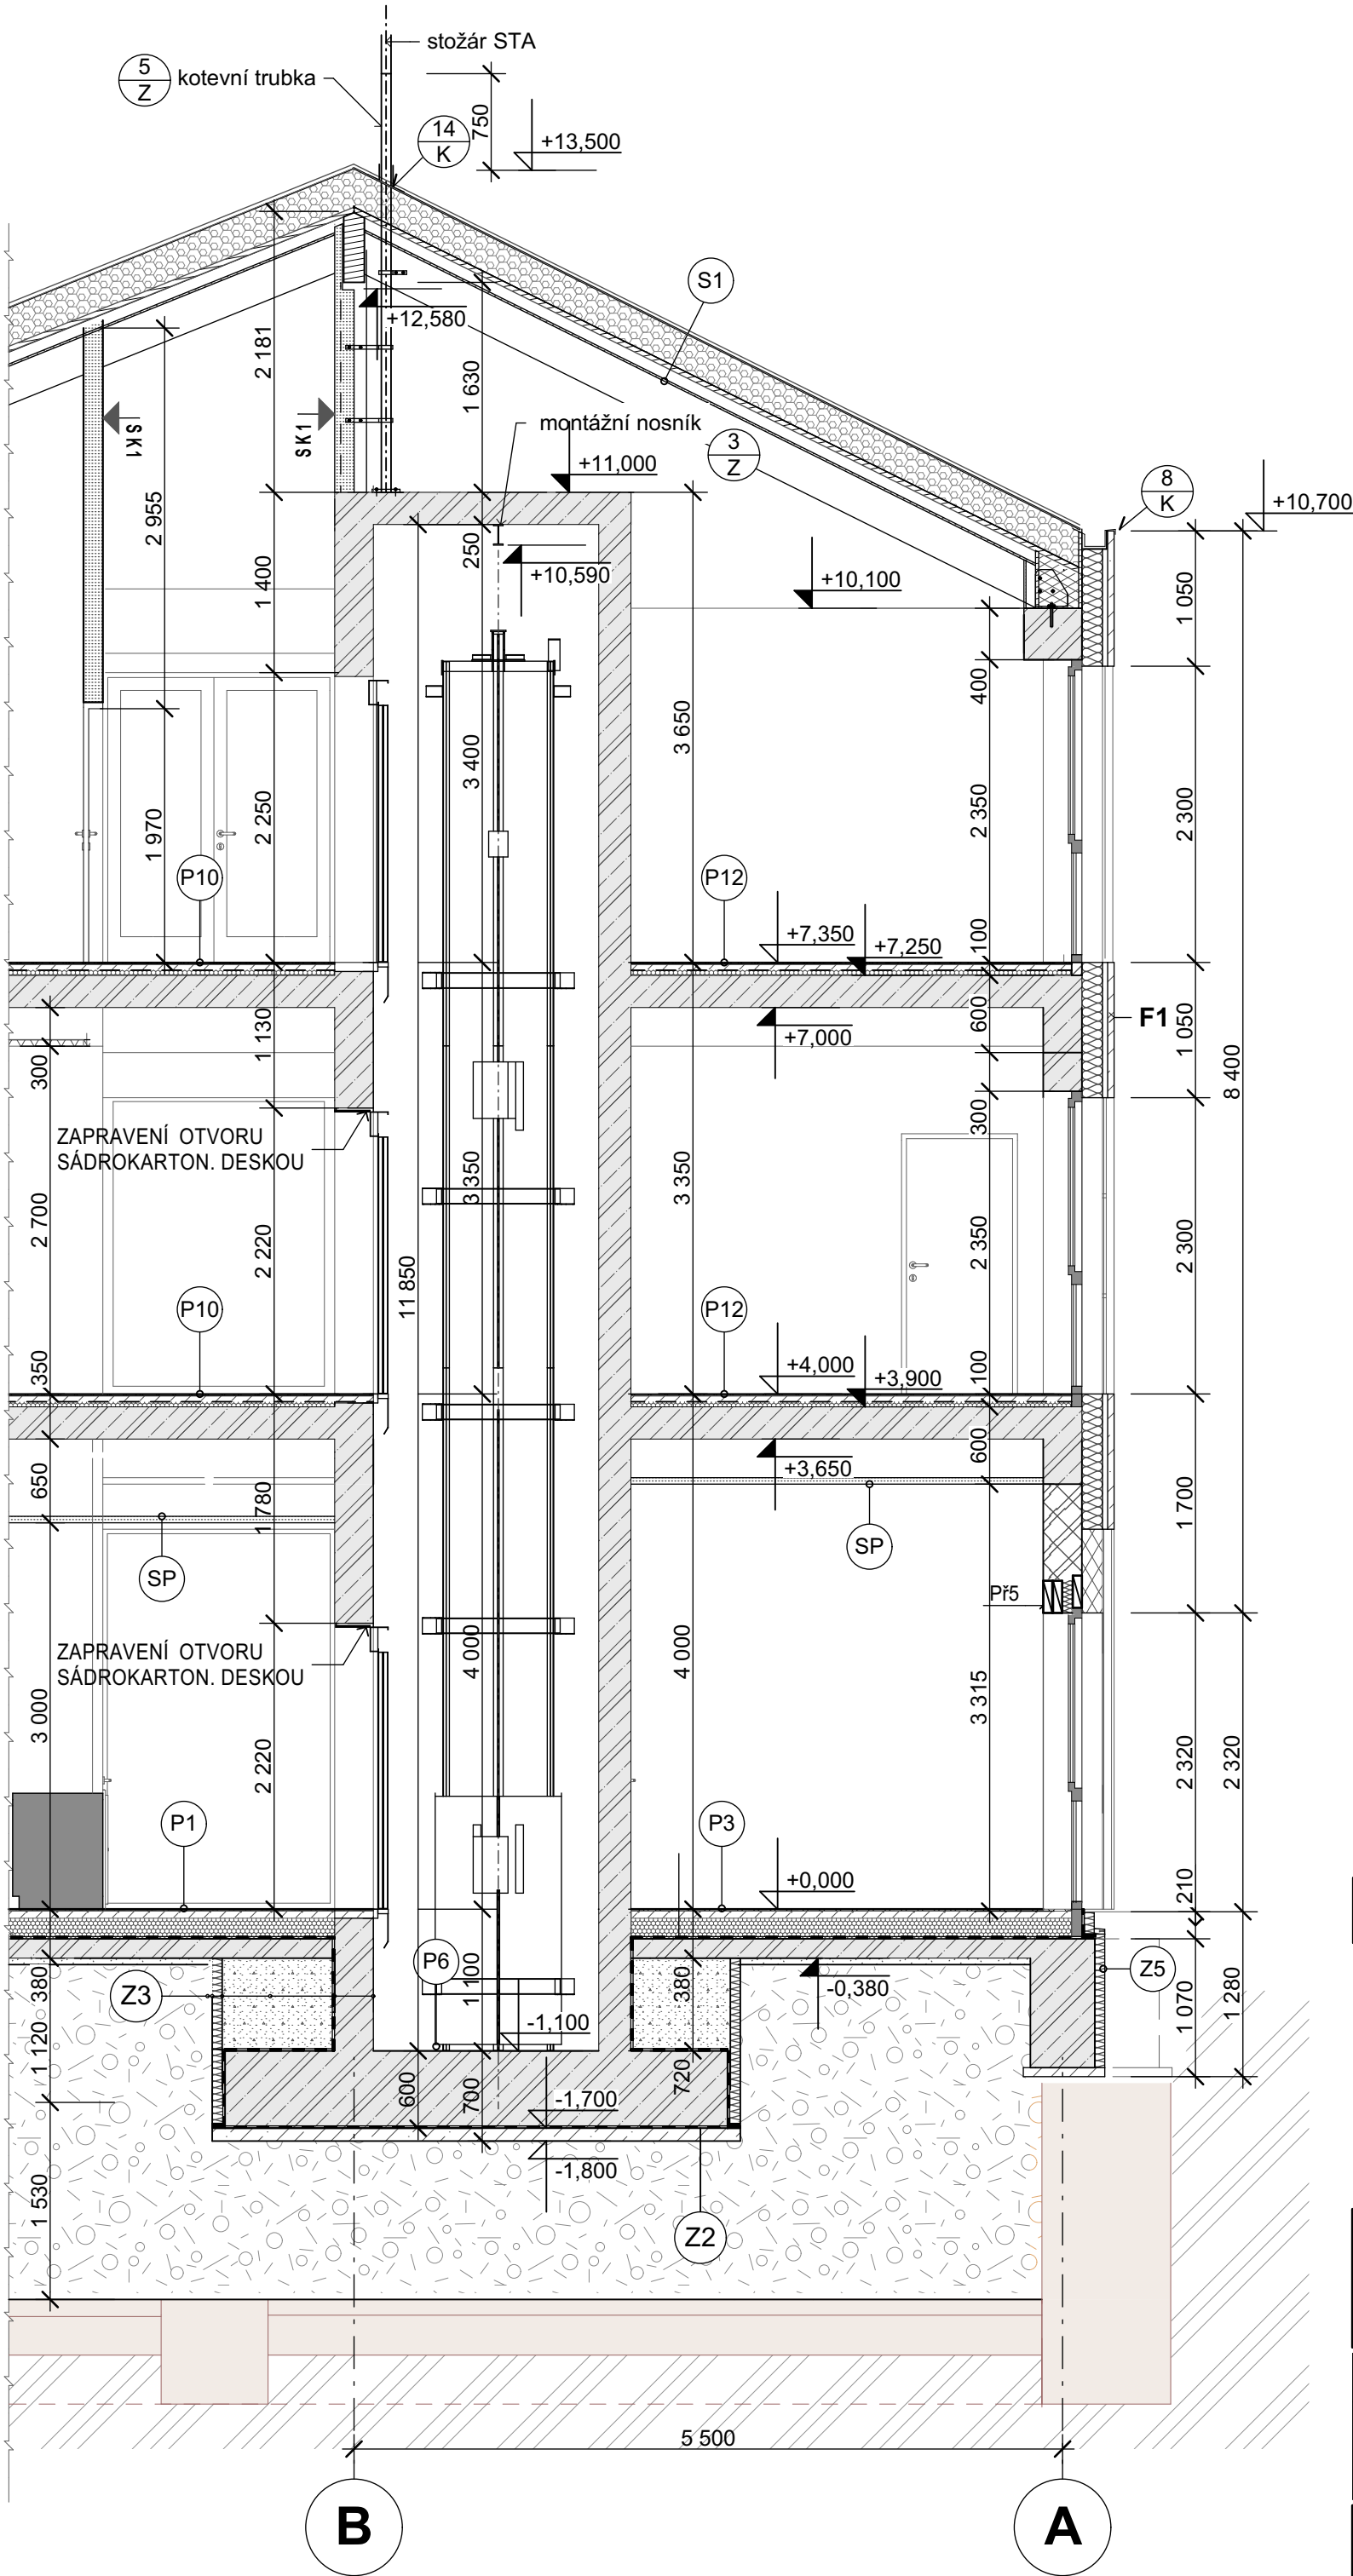 stožár STA
5
Z
kotevní trubka
14
K
750
+13,500
S1
+12,580
2 181
1 630
SK1
SK1
montážní nosník
3
Z
+11,000
8
K
+10,700
2 955
250
+10,590
+10,100
1 050
1 400
400
3 650
3 400
2 350
2 300
2 250
1 970
P10
P12
100
+7,350
+7,250
1 130
600
+7,000
F1
1 050
8 400
300
300
ZAPRAVENÍ OTVORU
SÁDROKARTON. DESKOU
3 350
3 350
2 700
2 220
2 350
2 300
11 850
P10
P12
350
100
+4,000
+3,900
650
600
+3,650
1 780
1 700
SP
SP
Př5
ZAPRAVENÍ OTVORU
SÁDROKARTON. DESKOU
4 000
4 000
3 315
3 000
2 220
2 320
2 320
P1
P3
+0,000
210
P6
Z3
380
1 100
380
-0,380
Z5
1 070
1 280
1 120
-1,100
600
700
720
-1,700
-1,800
1 530
Z2
5 500
B
A